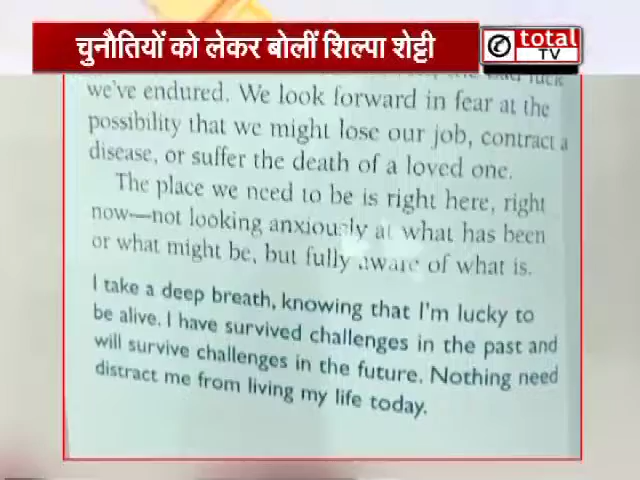 चुनौतियों को लेकर बोलीं शिल्पा शेट्टी
total
TV
we've endured. We look forward in fear at the
possibility that we might lose our job, contract a
disease, or suffer the death of a loved one.
The place we need to be is right here, right
now—not looking anxiously at what has been
or what might be, but fully aware of what is.
I take a deep breath, knowing that I'm lucky to
be alive. I have survived challenges in the past and
will survive challenges in the future. Nothing need
distract me from living my life today.